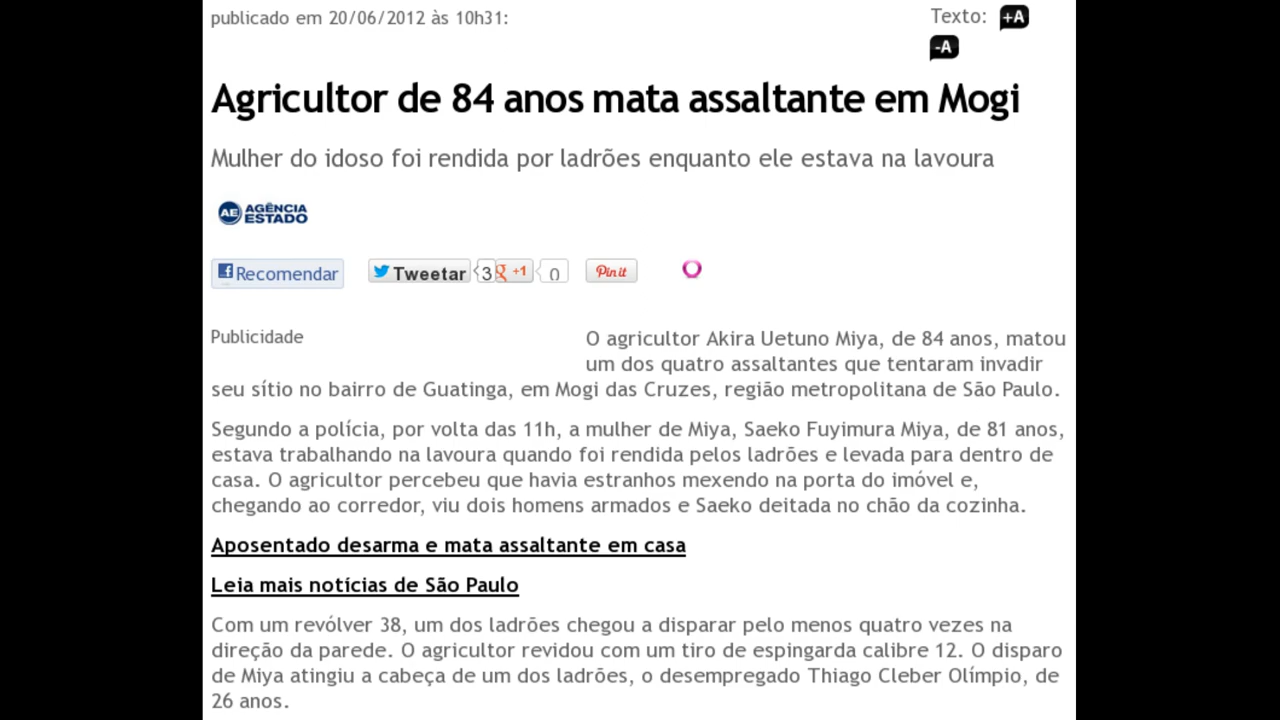 publicado em 20/06/2012 às 10h31:
Texto: +A
-A
Agricultor de 84 anos mata assaltante em Mogi
Mulher do idoso foi rendida por ladrões enquanto ele estava na lavoura
AE AGÊNCIA
ESTADO
Recomendar Tweetar 3 +1 0 Pin it
Publicidade
O agricultor Akira Uetuno Miya, de 84 anos, matou
um dos quatro assaltantes que tentaram invadir
seu sítio no bairro de Guatinga, em Mogi das Cruzes, região metropolitana de São Paulo.
Segundo a polícia, por volta das 11h, a mulher de Miya, Saeko Fuyimura Miya, de 81 anos,
estava trabalhando na lavoura quando foi rendida pelos ladrões e levada para dentro de
casa. O agricultor percebeu que havia estranhos mexendo na porta do imóvel e,
chegando ao corredor, viu dois homens armados e Saeko deitada no chão da cozinha.
Aposentado desarma e mata assaltante em casa
Leia mais notícias de São Paulo
Com um revólver 38, um dos ladrões chegou a disparar pelo menos quatro vezes na
direção da parede. O agricultor revidou com um tiro de espingarda calibre 12. O disparo
de Miya atingiu a cabeça de um dos ladrões, o desempregado Thiago Cleber Olímpio, de
26 anos.